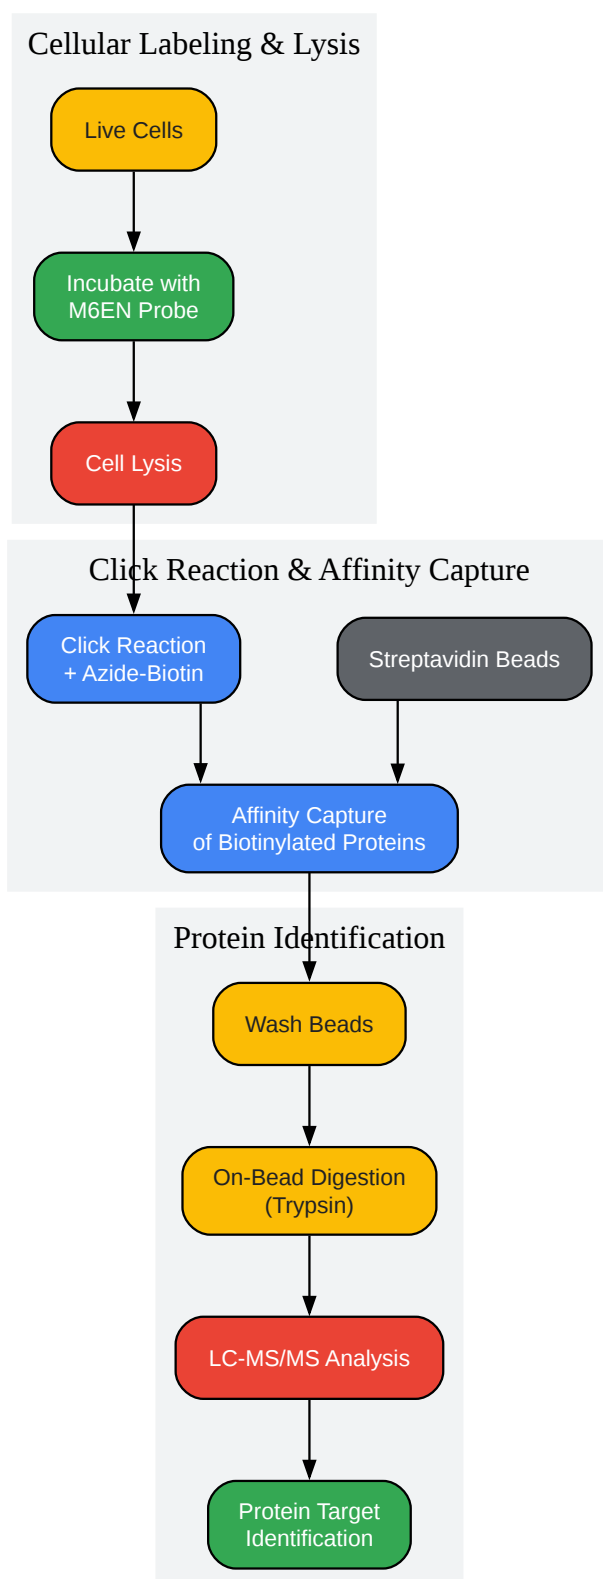 Cellular Labeling & Lysis
Live Cells
Incubate with
M6EN Probe
Cell Lysis
Click Reaction & Affinity Capture
Click Reaction
+ Azide-Biotin
Streptavidin Beads
Affinity Capture
of Biotinylated Proteins
Protein Identification
Wash Beads
On-Bead Digestion
(Trypsin)
LC-MS/MS Analysis
Protein Target
Identification